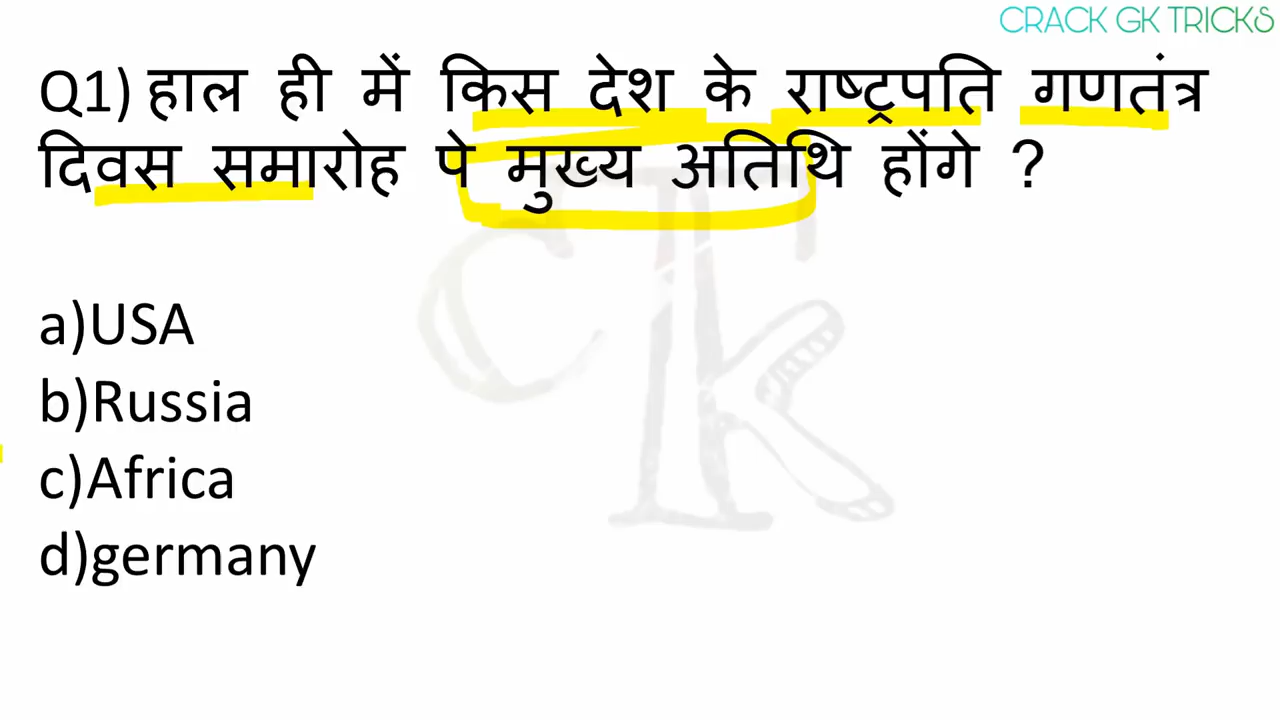 CRACK GK TRICKS
Q1) हाल ही में किस देश के राष्ट्रपति गणतंत्र
दिवस समारोह पे मुख्य अतिथि होंगे ?
a)USA
b)Russia
c)Africa
d)germany